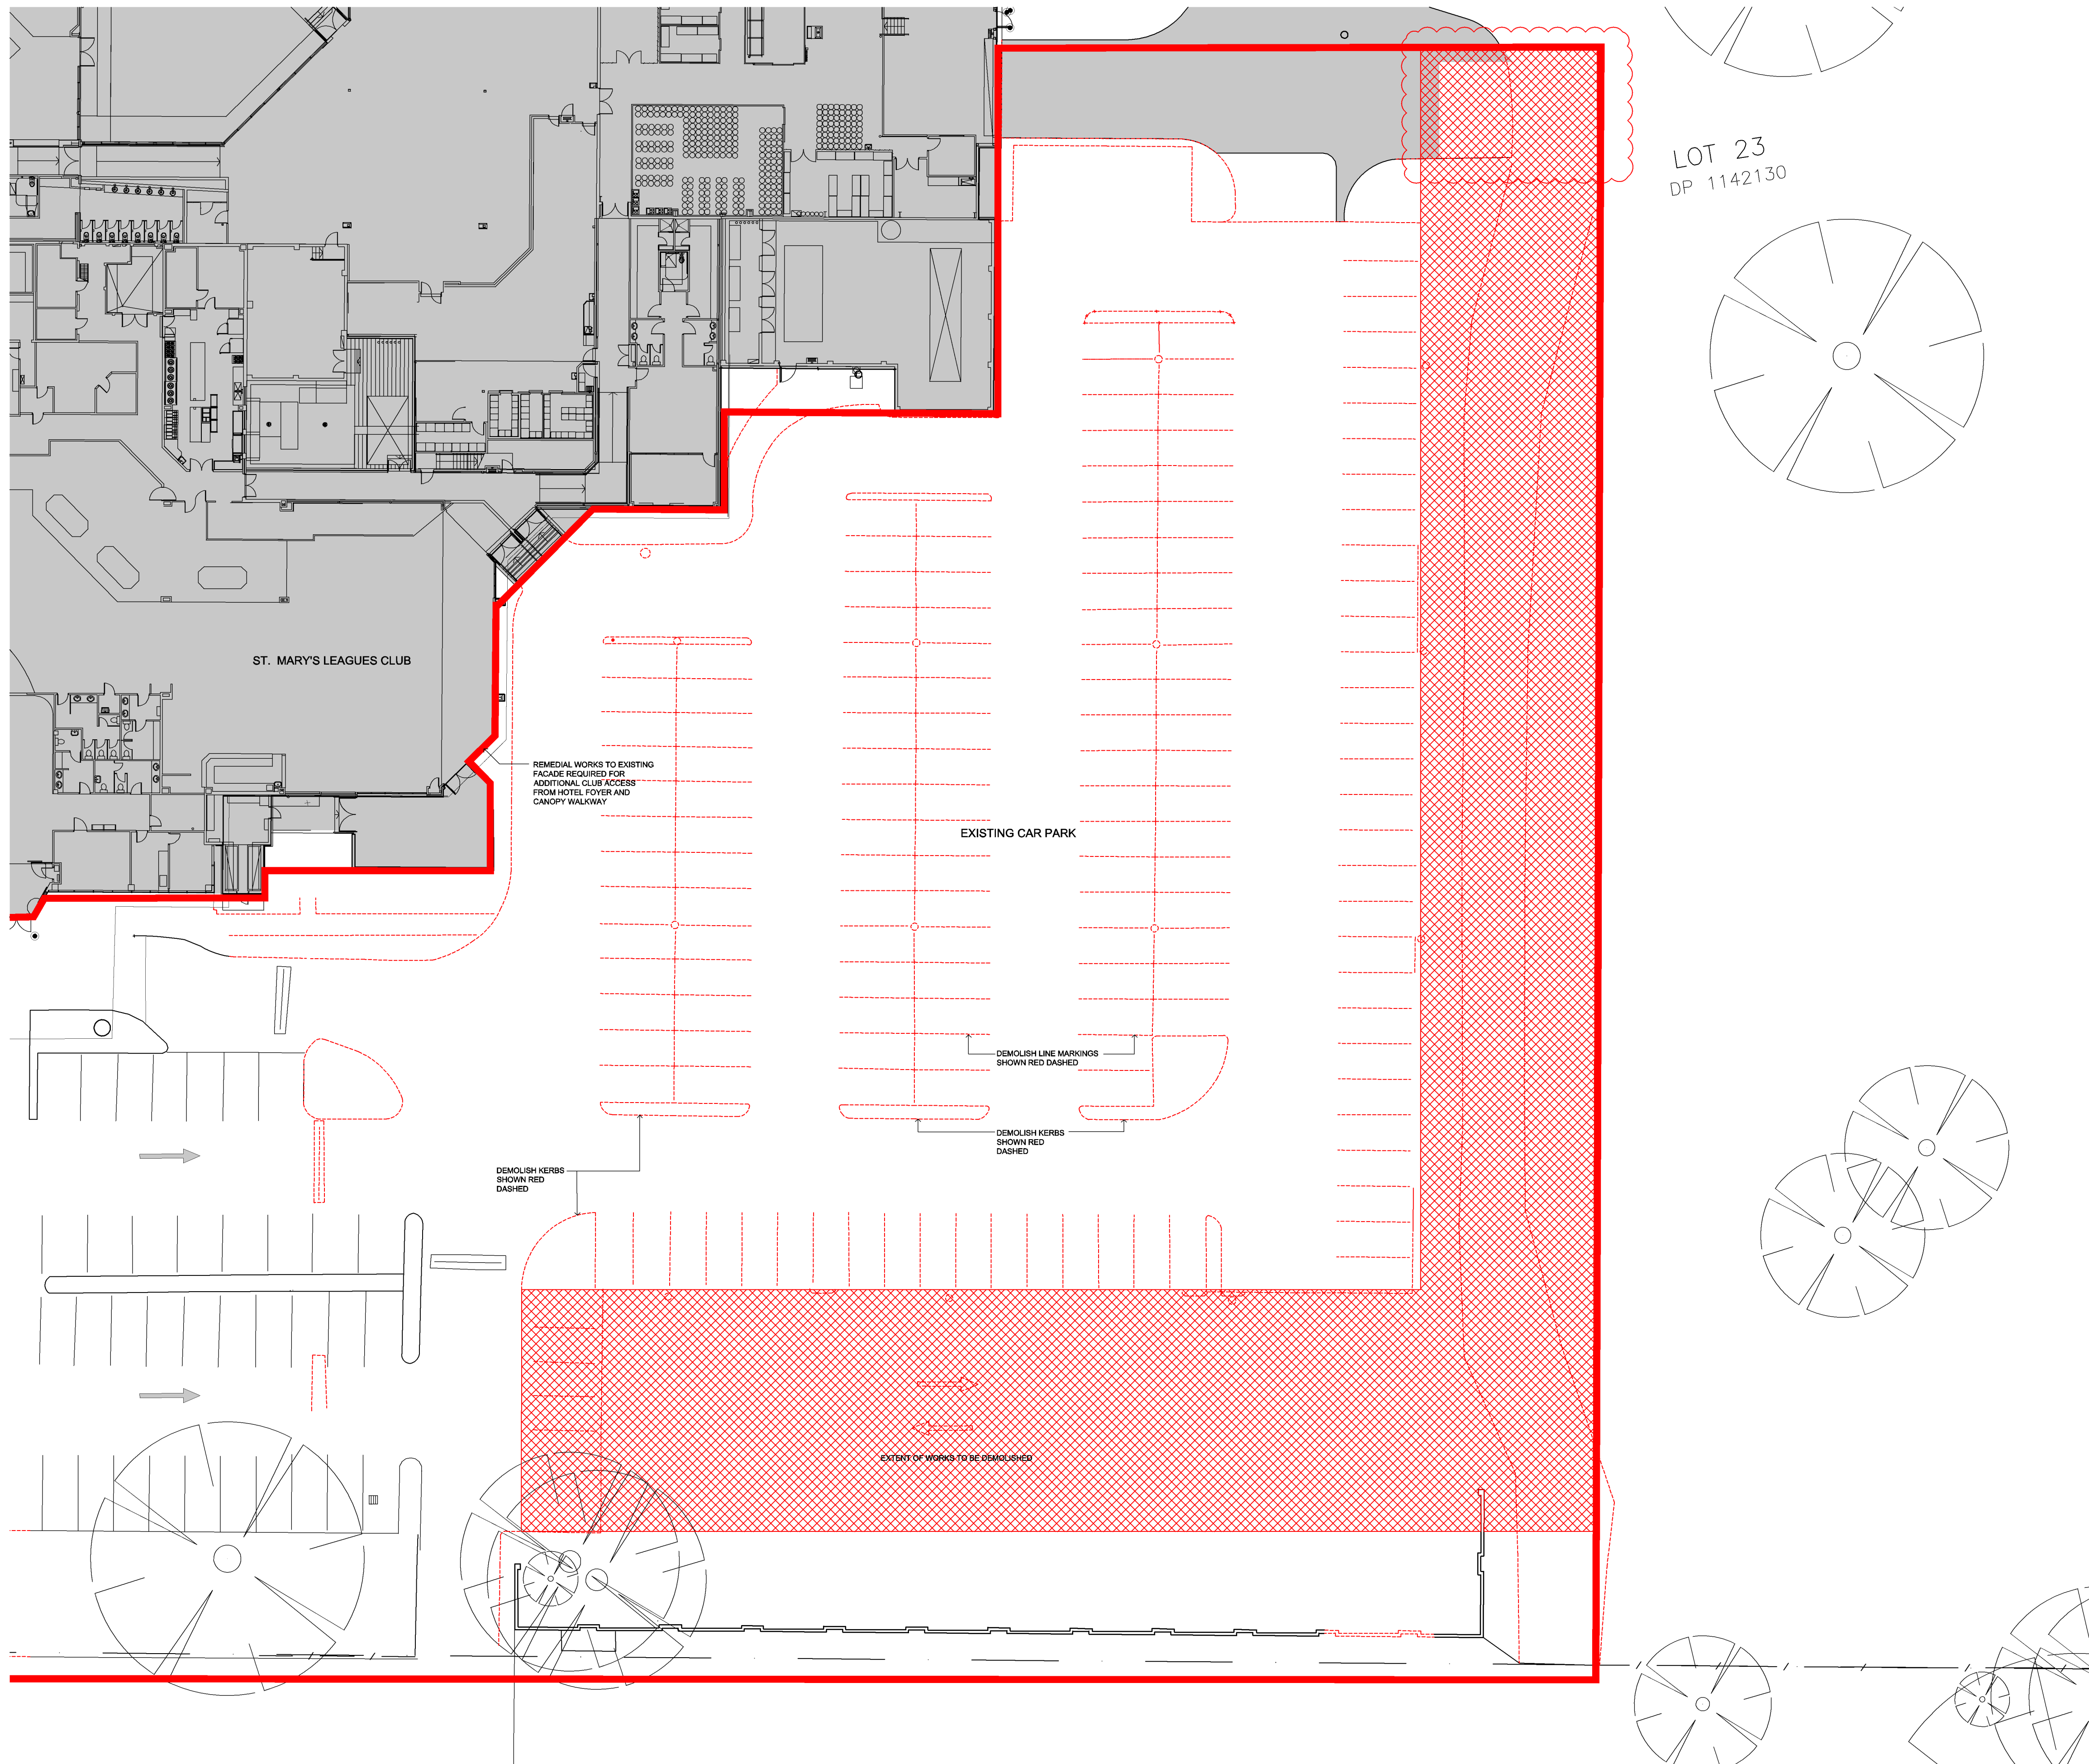 LOT 23
DP 1142130
ST. MARY'S LEAGUES CLUB
REMEDIAL WORKS TO EXISTING
FACADE REQUIRED FOR
ADDITIONAL CLUB ACCESS
FROM HOTEL FOYER AND
CANOPY WALKWAY
EXISTING CAR PARK
DEMOLISH LINE MARKINGS
SHOWN RED DASHED
DEMOLISH KERBS
SHOWN RED
DASHED
DEMOLISH KERBS
SHOWN RED
DASHED
EXTENT OF WORKS TO BE DEMOLISHED